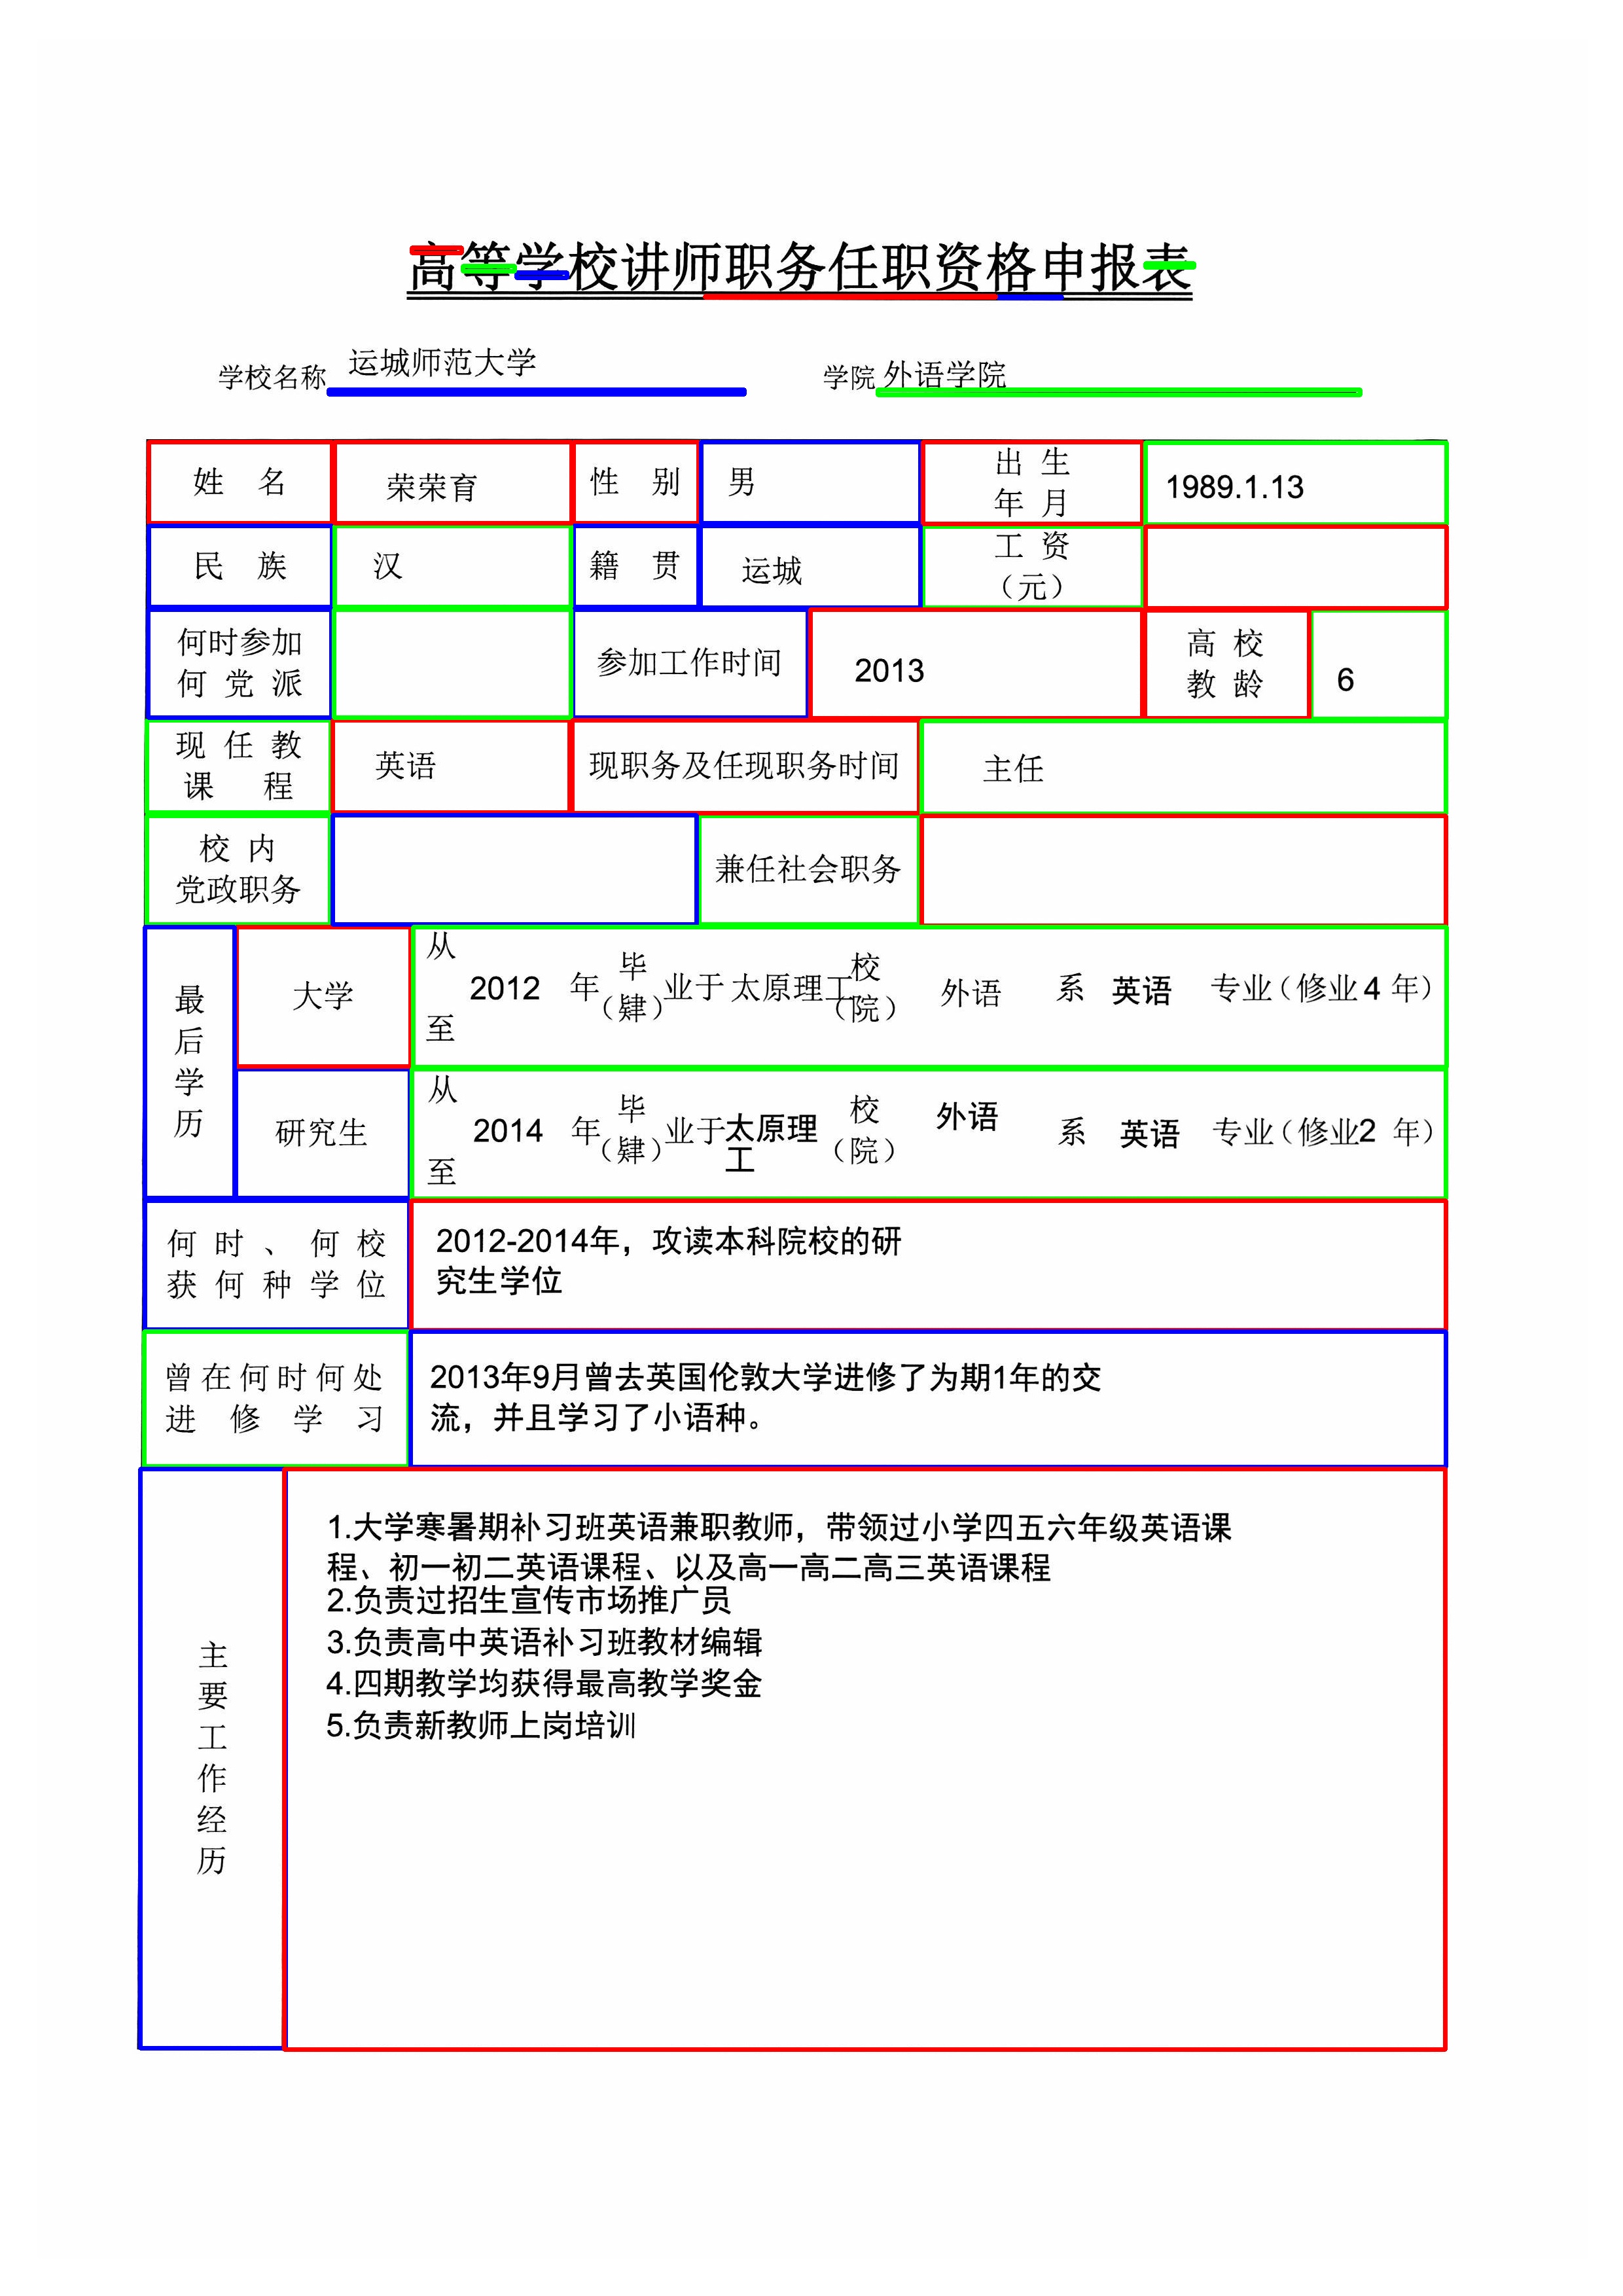 高等学校讲师职务任职资格申报表
学校名称 运城师范大学 学院 外语学院
姓 名 荣荣育 性 别 男 出 生 年 月 1989.1.13
民 族 汉 籍 贯 运城 工 资 （元）
何时参加 何 党 派 参加工作时间 2013 高 校 教 龄 6
现 任 教 课 程 英语 现职务及任现职务时间 主任
校 内 党政职务 兼任社会职务
最后学历
大学 从 至 2012 年 毕（肄）业于 太原理工 校（院） 外语 系 英语 专业（修业 4 年）
研究生 从 至 2014 年 毕（肄）业于 太原理工 校（院） 外语 系 英语 专业（修业2 年）
何 时 、 何 校
获 何 种 学 位
2012-2014年，攻读本科院校的研
究生学位
曾在何时何处
进 修 学 习
2013年9月曾去英国伦敦大学进修了为期1年的交
流，并且学习了小语种。
主要工作经历
1.大学寒暑期补习班英语兼职教师，带领过小学四五六年级英语课
程、初一初二英语课程、以及高一高二高三英语课程
2.负责过招生宣传市场推广员
3.负责高中英语补习班教材编辑
4.四期教学均获得最高教学奖金
5.负责新教师上岗培训